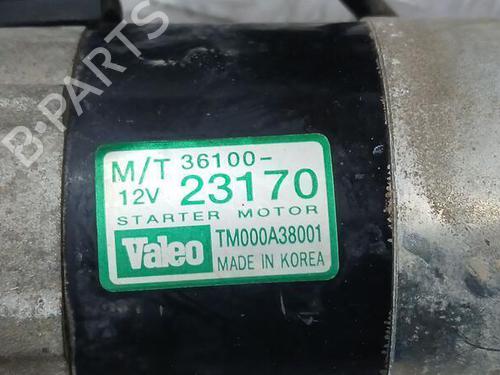 B-PARTS
M/T 36100-
12V 23170
STARTER MOTOR
Valeo TM000A38001
MADE IN KOREA